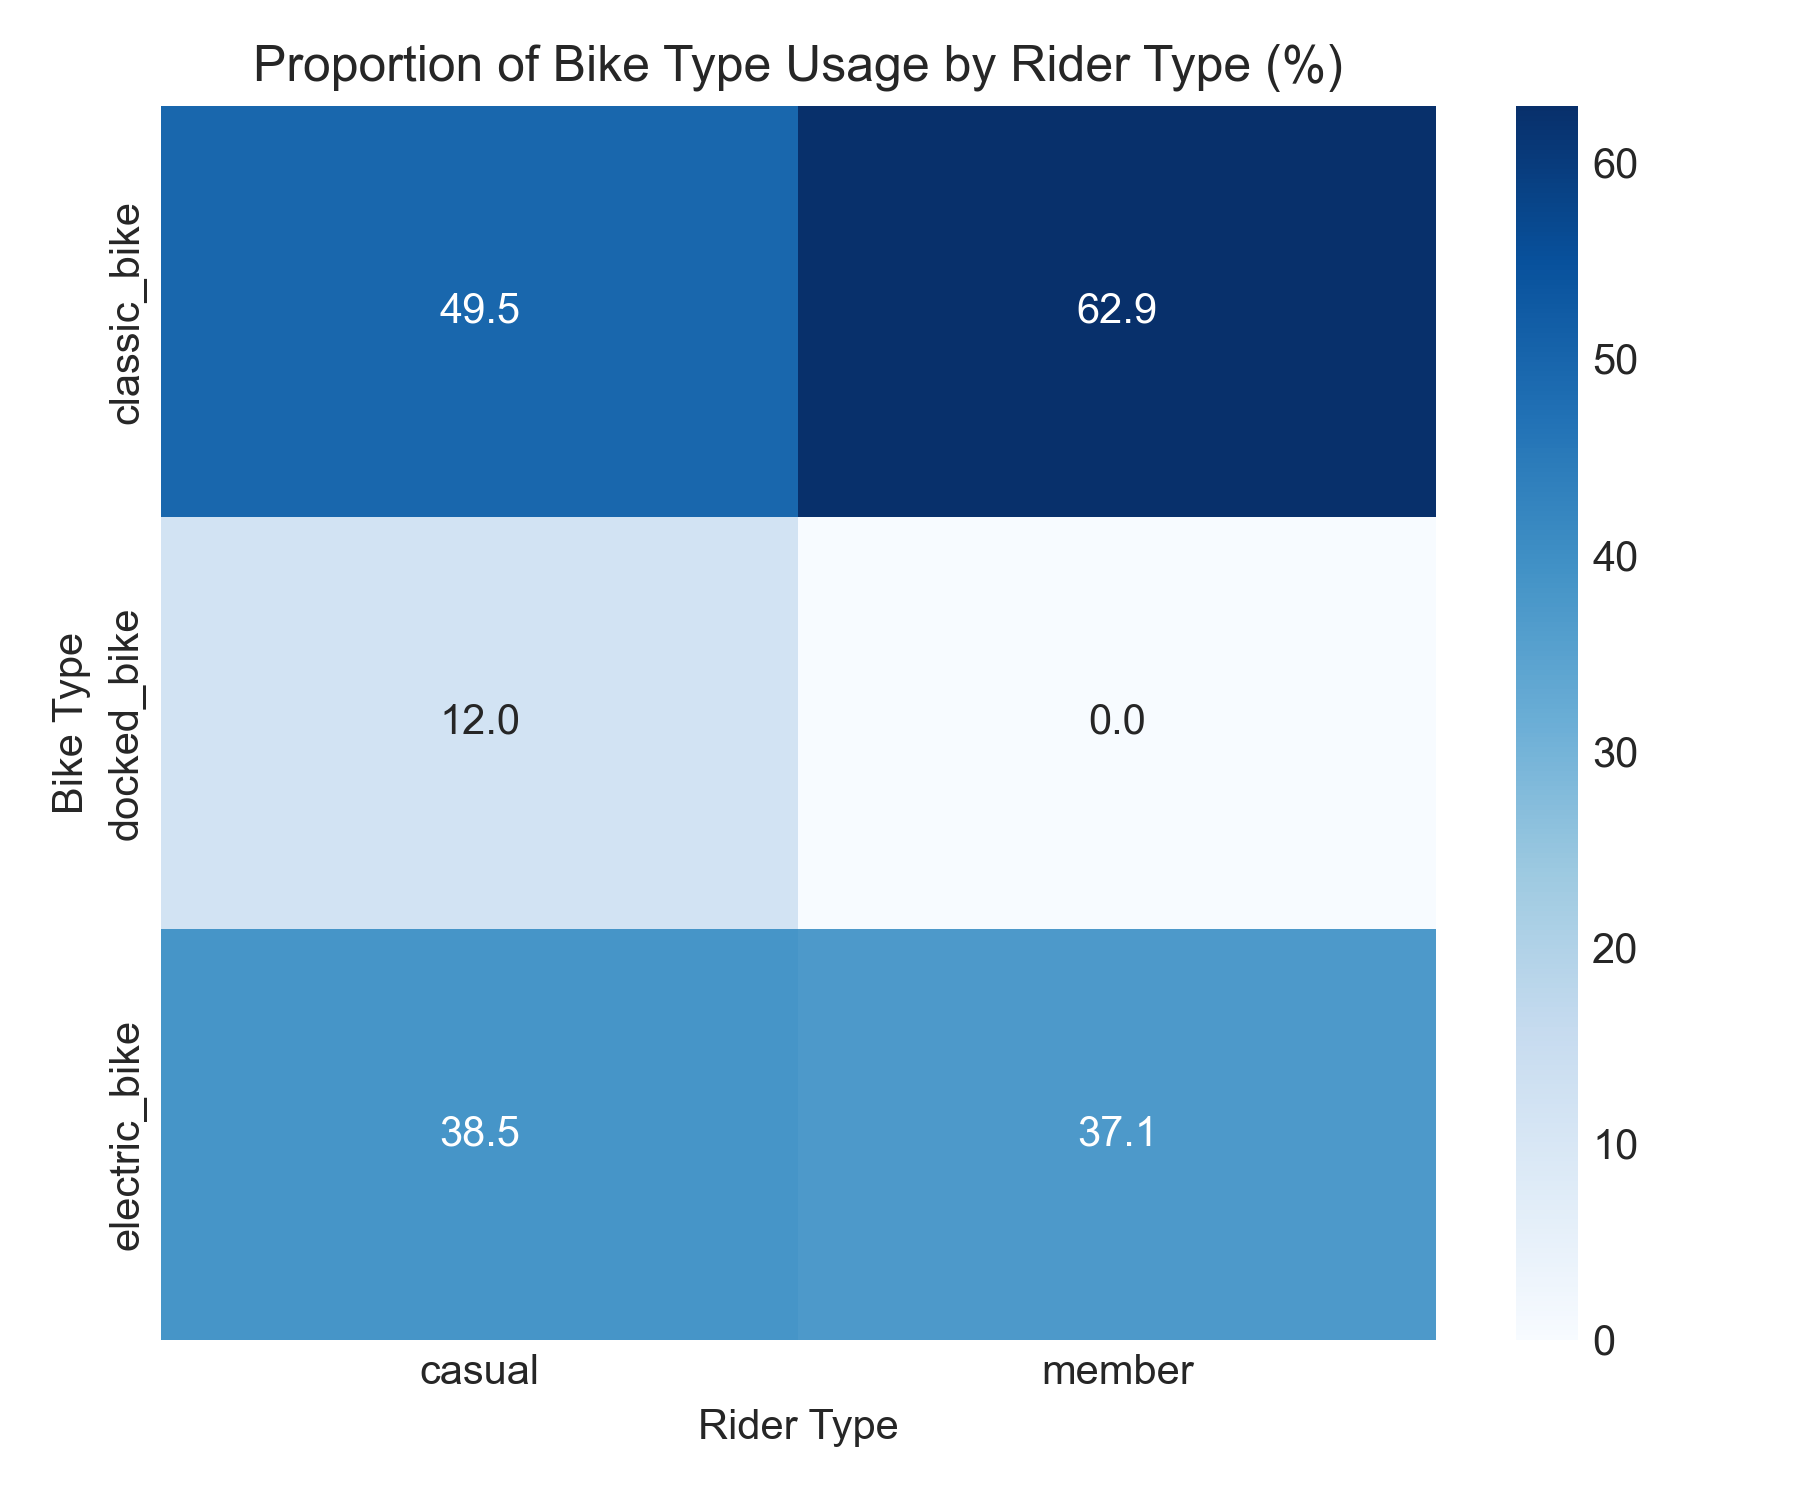 Proportion of Bike Type Usage by Rider Type (%)
Bike Type
classic_bike
49.5
62.9
docked_bike
12.0
0.0
electric_bike
38.5
37.1
casual
member
Rider Type
60
50
40
30
20
10
0